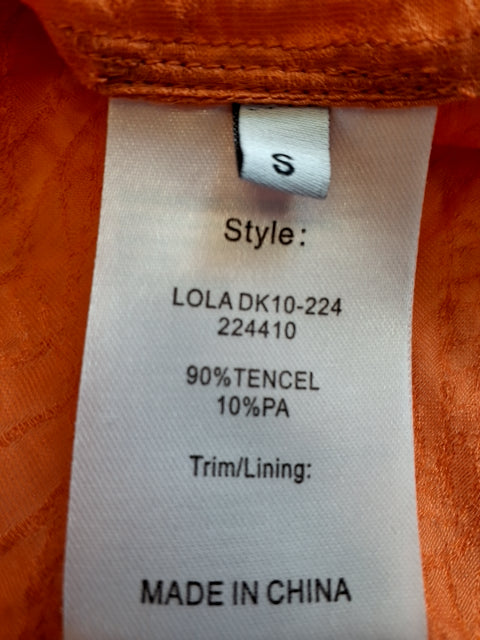 S
Style:
LOLA DK10-224
224410
90%TENCEL
10%PA
Trim/Lining:
MADE IN CHINA